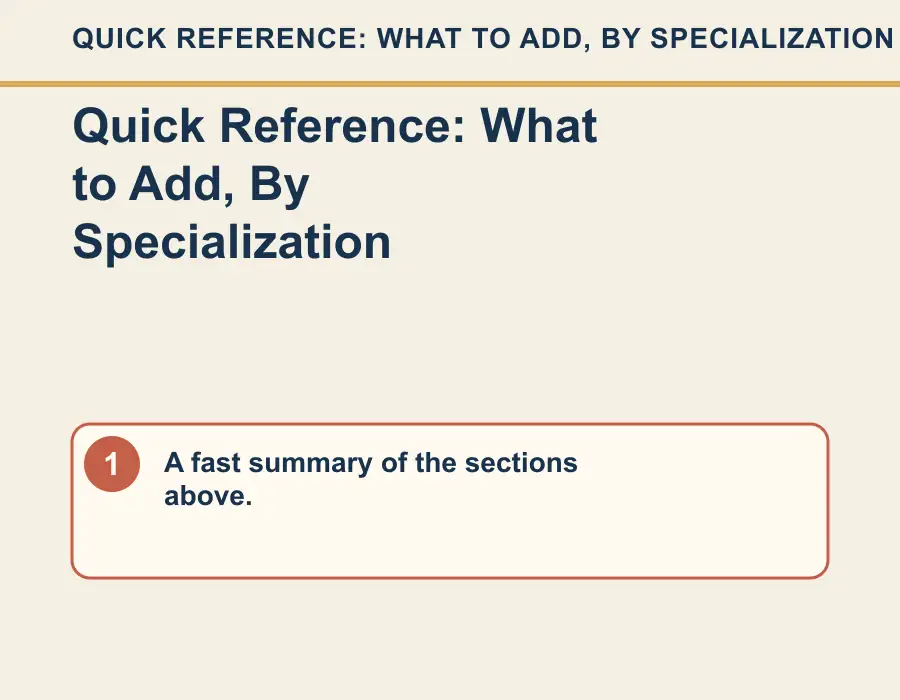 QUICK REFERENCE: WHAT TO ADD, BY SPECIALIZATION
Quick Reference: What
to Add, By
Specialization
1
A fast summary of the sections
above.